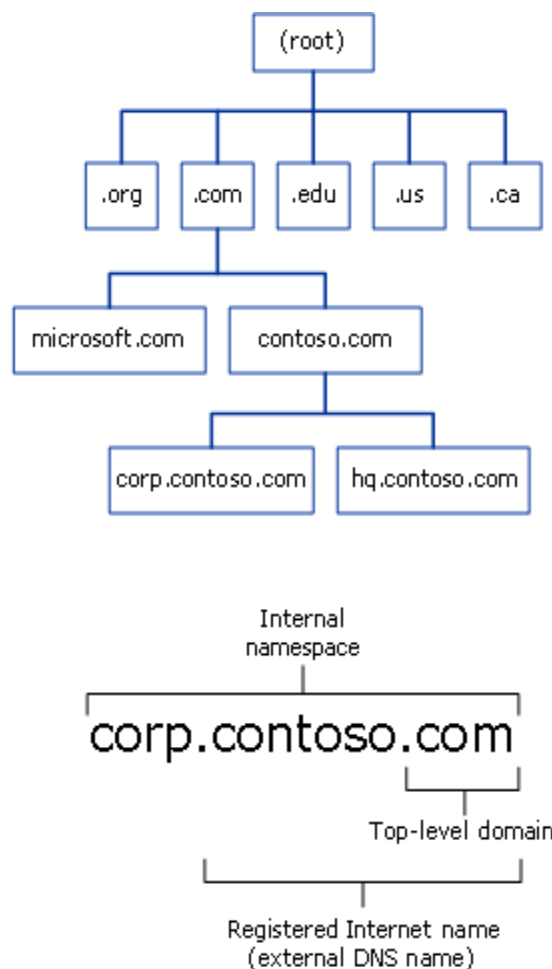 (root)
.org .com .edu .us .ca
microsoft.com contoso.com
corp.contoso.com hq.contoso.com
Internal
namespace
corp.contoso.com
Top-level domain
Registered Internet name
(external DNS name)